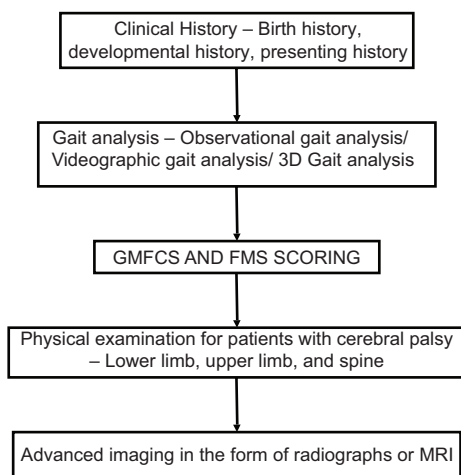 Clinical History – Birth history,
developmental history, presenting history
Gait analysis – Observational gait analysis/
Videographic gait analysis/ 3D Gait analysis
GMFCS AND FMS SCORING
Physical examination for patients with cerebral palsy
– Lower limb, upper limb, and spine
Advanced imaging in the form of radiographs or MRI